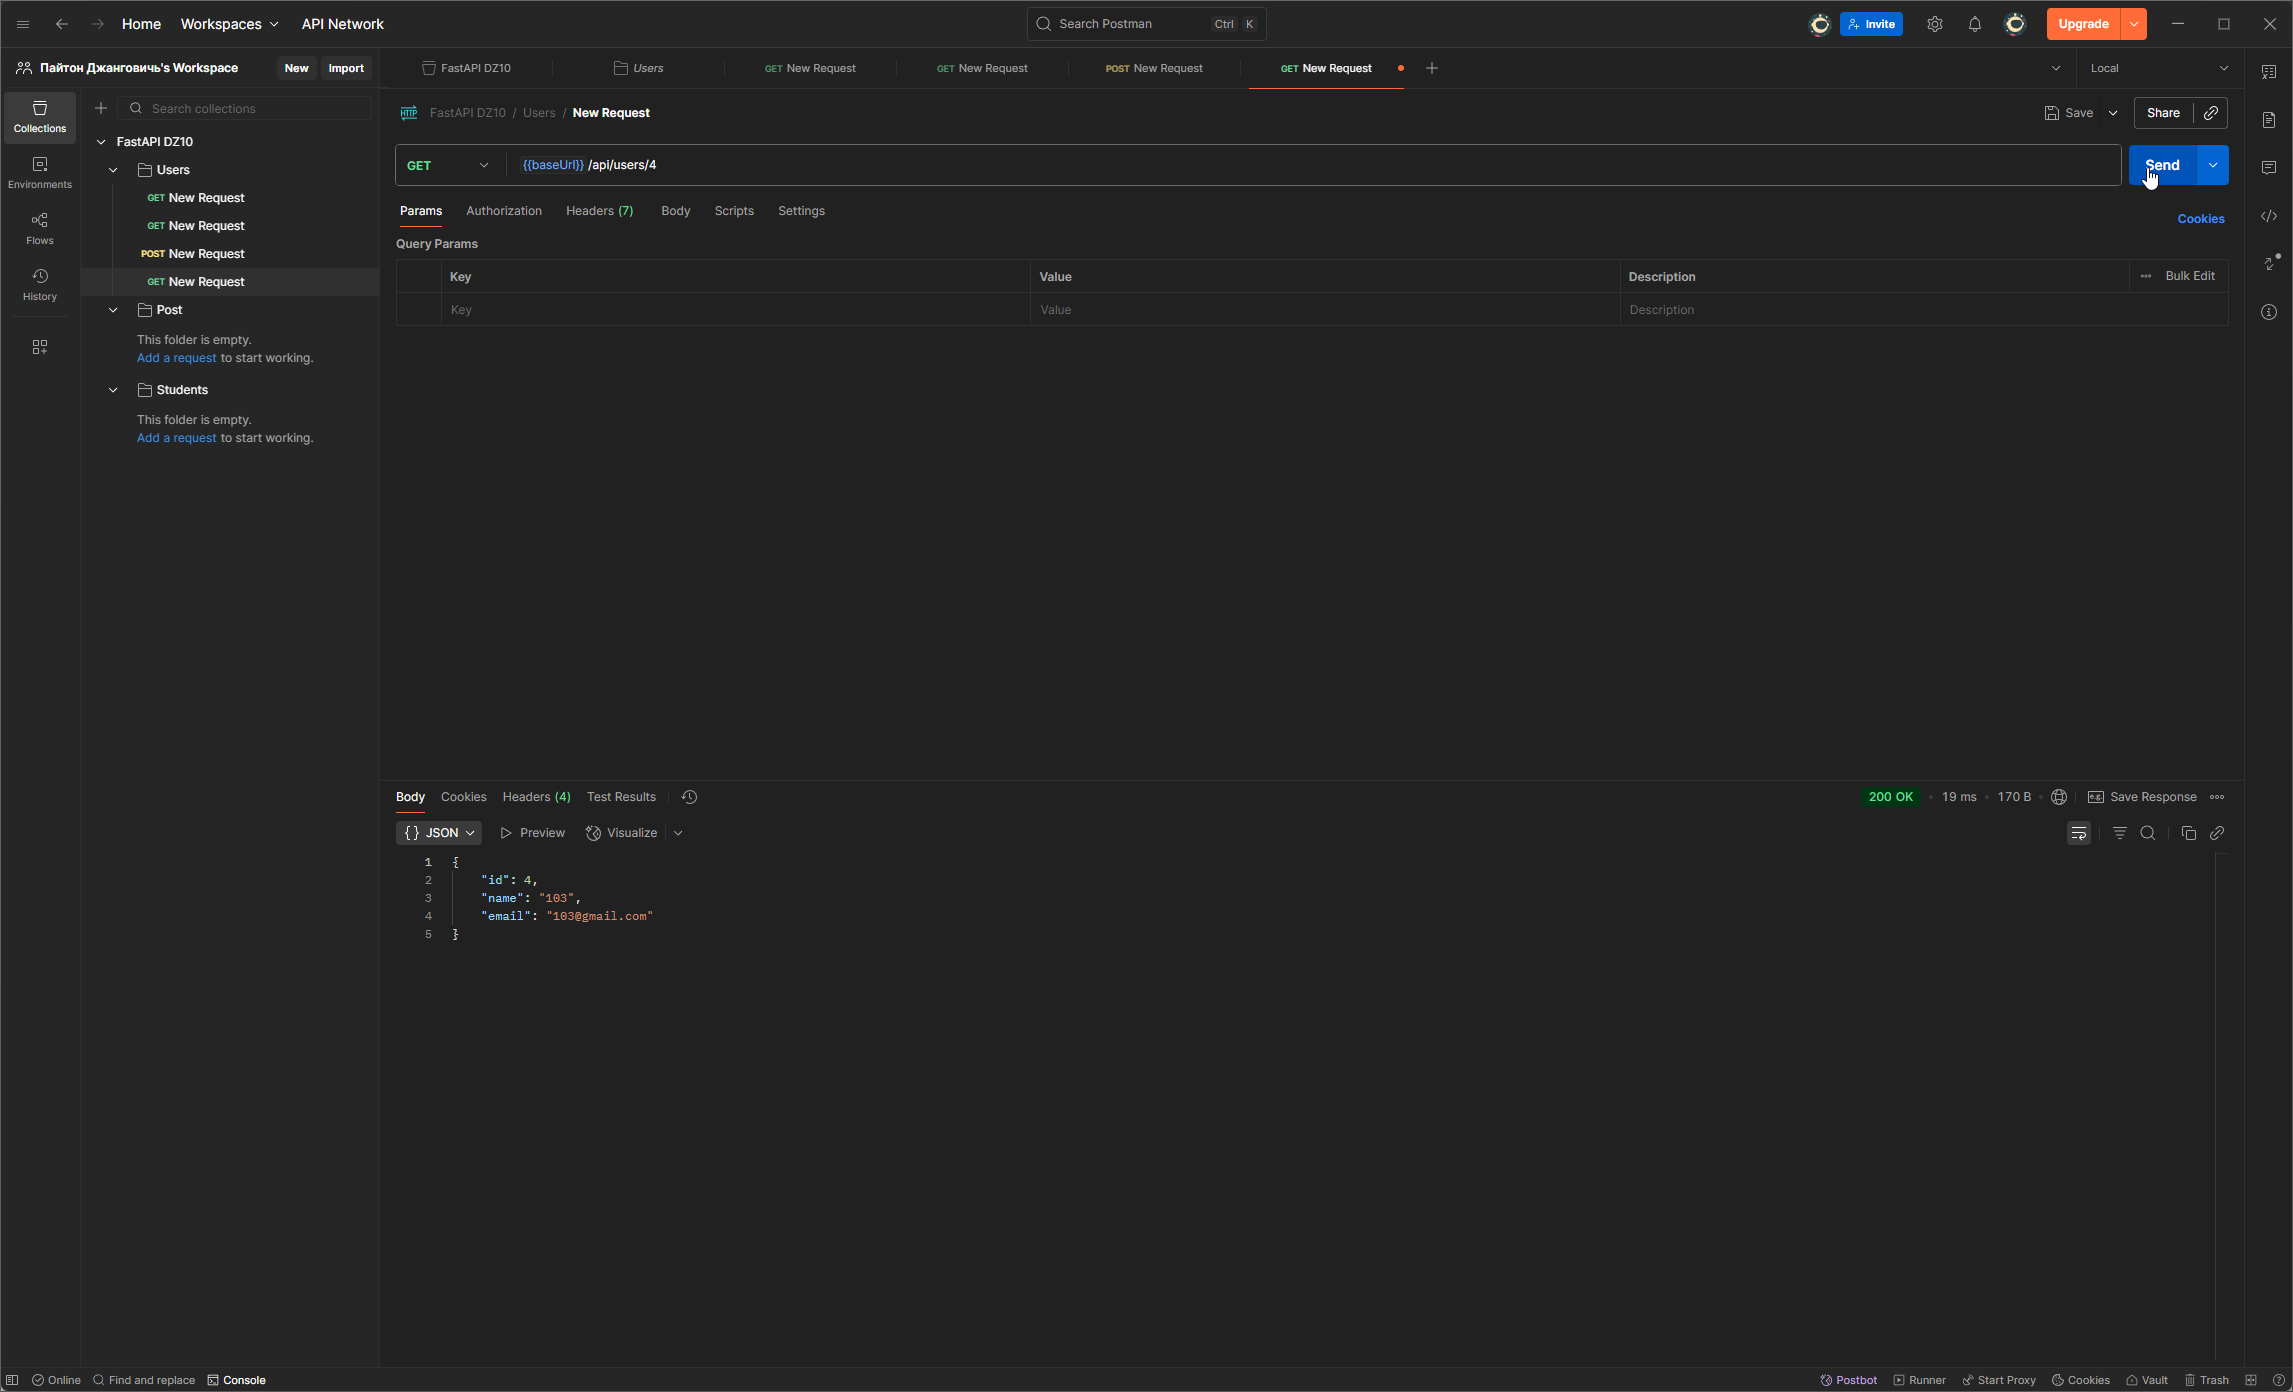 Home Workspaces API Network Search Postman Ctrl K Invite Upgrade
Пайтон Джангович's Workspace New Import
FastAPI DZ10 Users GET New Request GET New Request POST New Request GET New Request Local
Collections
Environments
Flows
History
Search collections
FastAPI DZ10
Users
GET New Request
GET New Request
POST New Request
GET New Request
Post
This folder is empty.
Add a request to start working.
Students
This folder is empty.
Add a request to start working.
HTTP FastAPI DZ10 / Users / New Request Save Share
GET {{baseUrl}} /api/users/4 Send
Params Authorization Headers (7) Body Scripts Settings Cookies
Query Params
Key Value Description Bulk Edit
Key Value Description
Body Cookies Headers (4) Test Results 200 OK 19 ms 170 B e.g. Save Response
{} JSON Preview Visualize
1 {
2 "id": 4,
3 "name": "103",
4 "email": "103@gmail.com"
5 }
Online Find and replace Console Postbot Runner Start Proxy Cookies Vault Trash